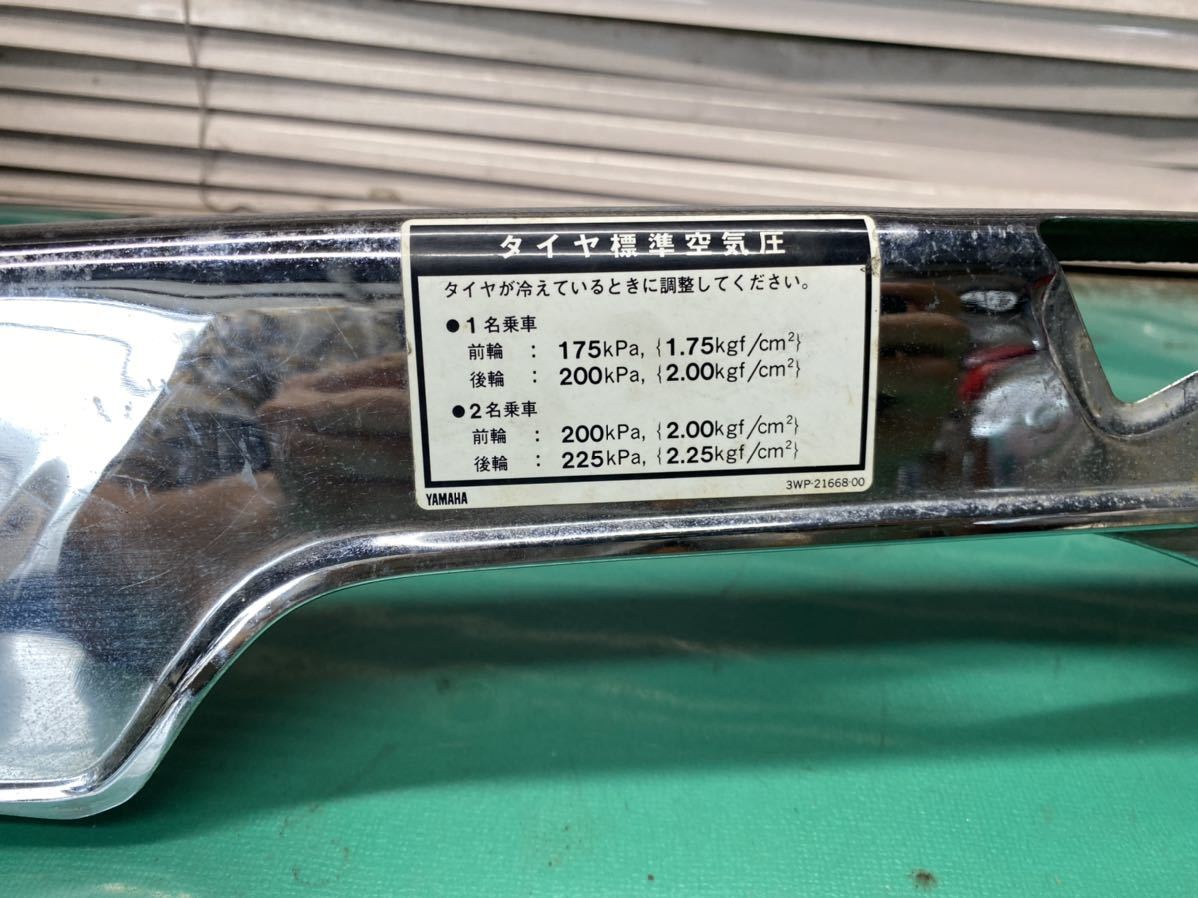 タイヤ標準空気圧
タイヤが冷えているときに調整してください。
●1名乗車
前輪 : 175kPa, {1.75kgf/cm²}
後輪 : 200kPa, {2.00kgf/cm²}
●2名乗車
前輪 : 200kPa, {2.00kgf/cm²}
後輪 : 225kPa, {2.25kgf/cm²}
YAMAHA 3WP-21668-00